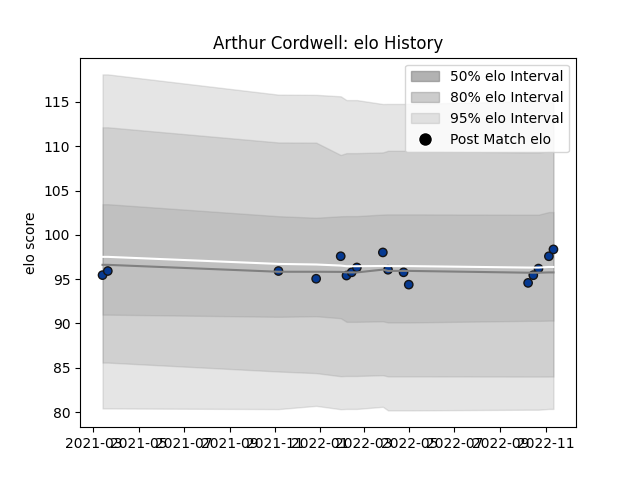 Arthur Cordwell: elo History
50% elo Interval
80% elo Interval
95% elo Interval
Post Match elo
elo score
115
110
105
100
95
90
85
80
2021-03 2021-05 2021-07 2021-09 2021-11 2022-01 2022-03 2022-05 2022-07 2022-09 2022-11